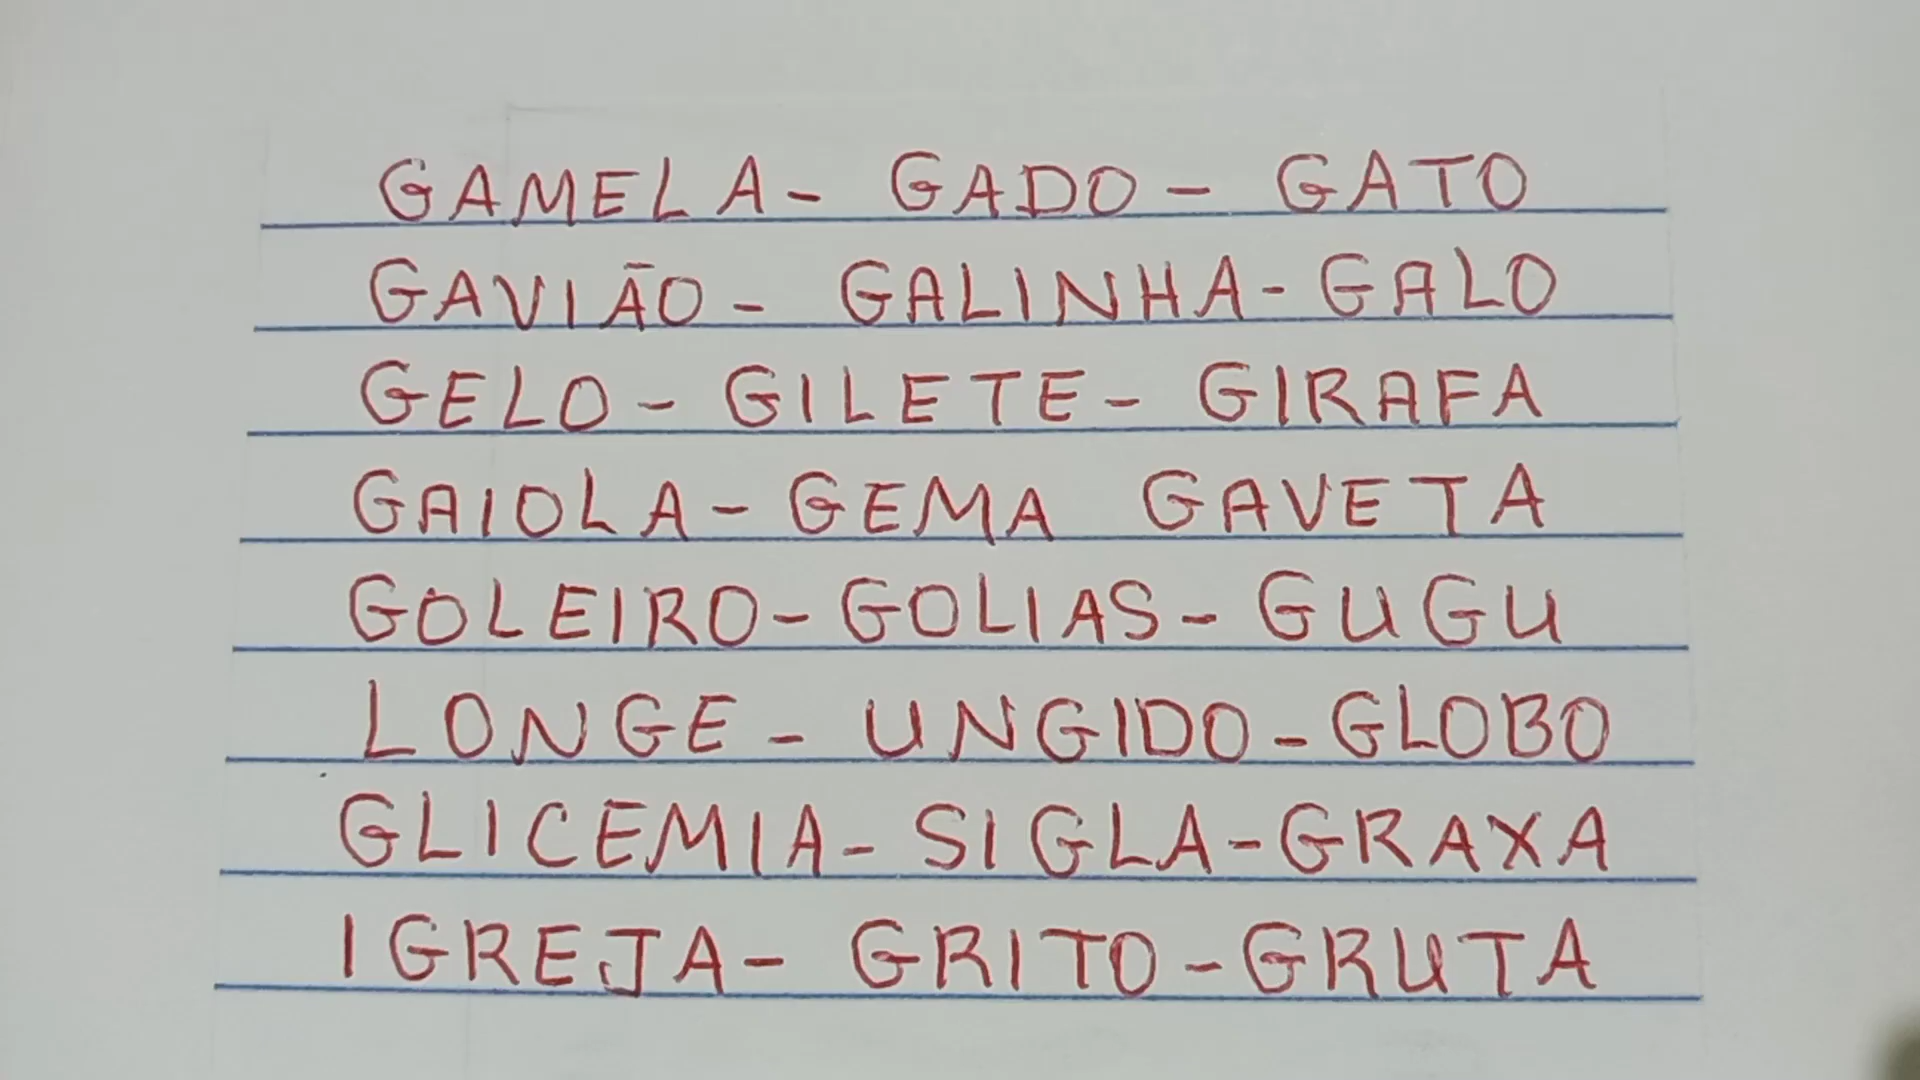 GAMELA- GADO - GATO
GAVIÃO - GALINHA-GALO
GELO - GILETE- GIRAFA
GAIOLA - GEMA GAVETA
GOLEIRO-GOLIAS-GUGU
LONGE - UNGIDO-GLOBO
GLICEMIA-SIGLA-GRAXA
IGREJA- GRITO-GRUTA